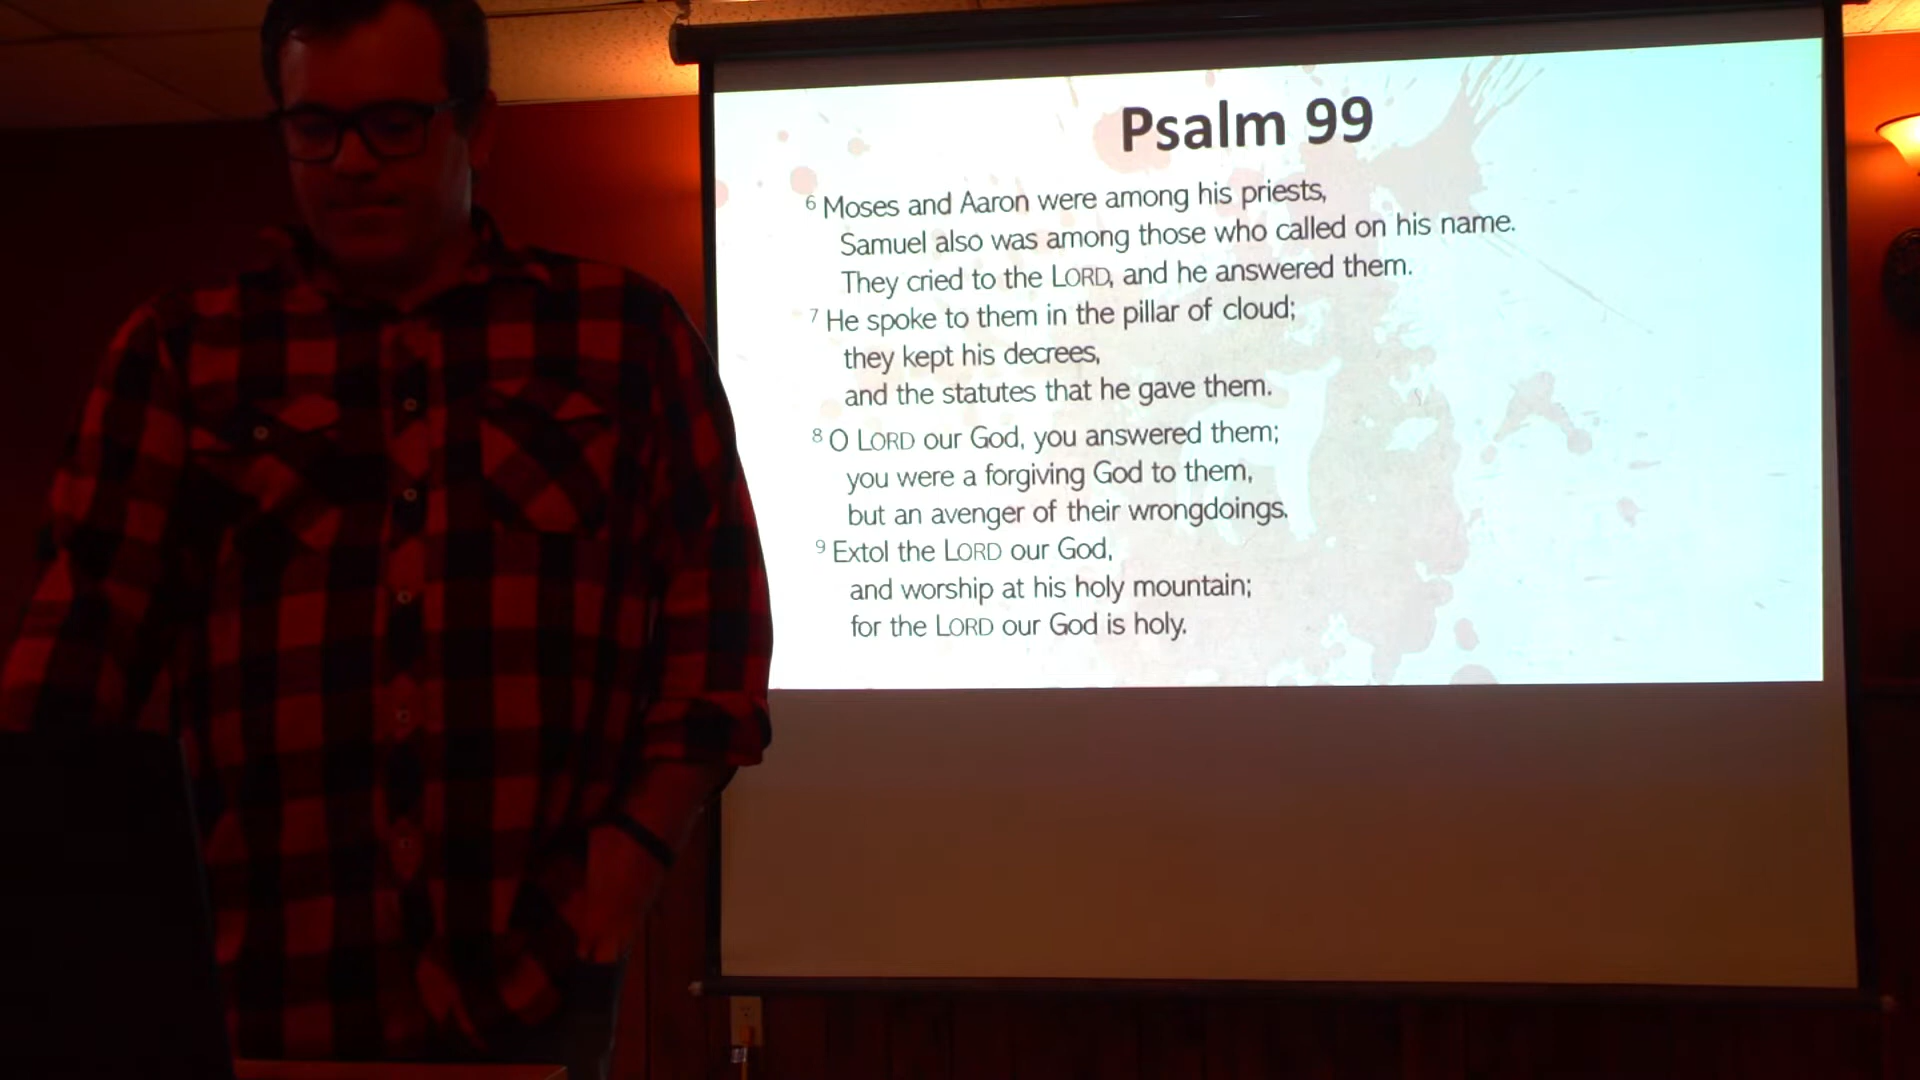 Psalm 99
6 Moses and Aaron were among his priests,
Samuel also was among those who called on his name.
They cried to the LORD, and he answered them.
7 He spoke to them in the pillar of cloud;
they kept his decrees,
and the statutes that he gave them.
8 O LORD our God, you answered them;
you were a forgiving God to them,
but an avenger of their wrongdoings.
9 Extol the LORD our God,
and worship at his holy mountain;
for the LORD our God is holy.